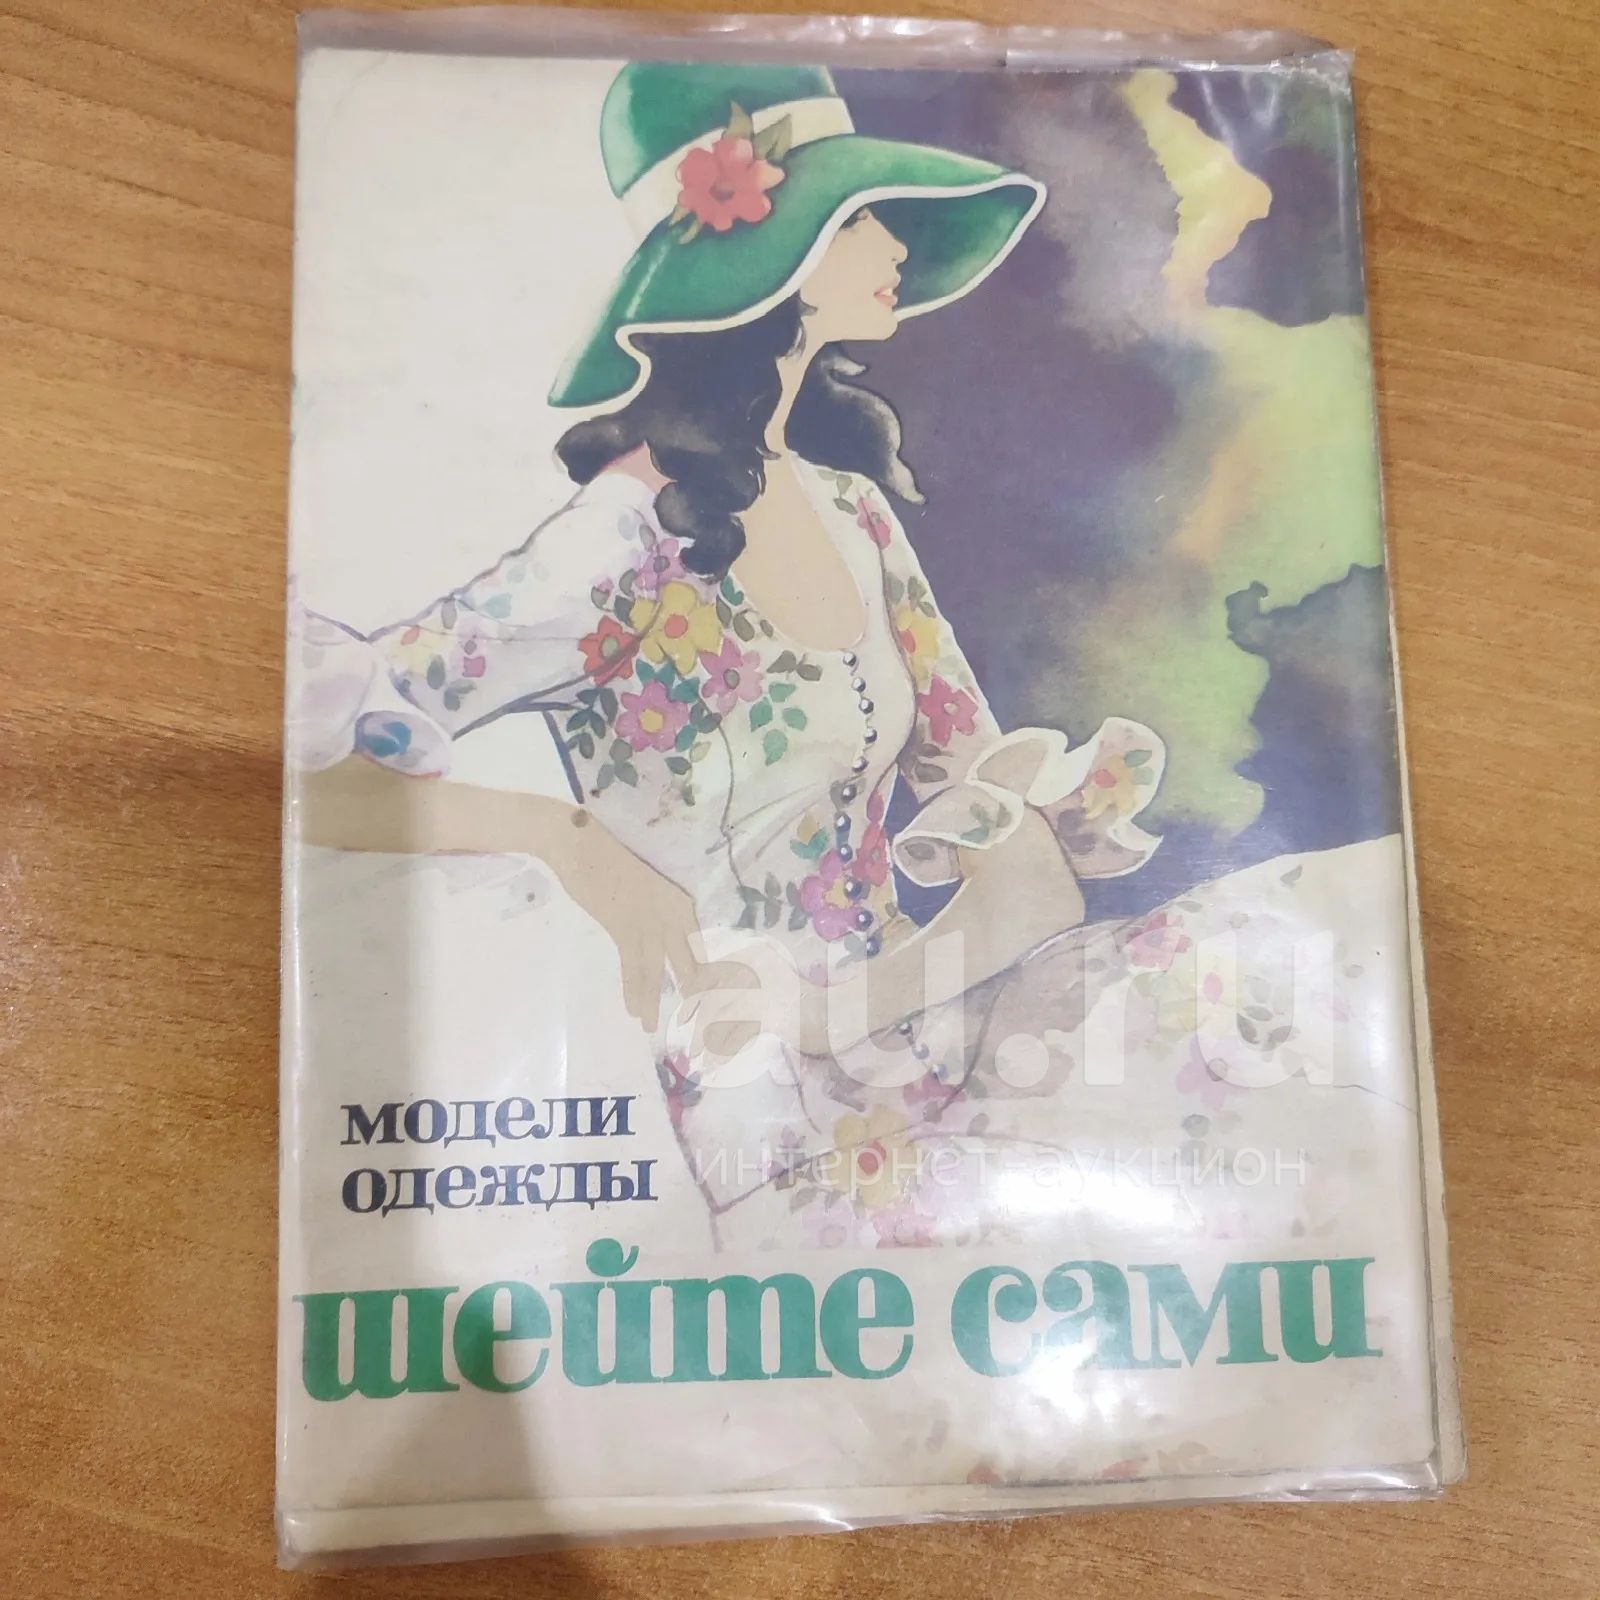 модели
одежды
шейте сами
au.ru
интернет-аукцион